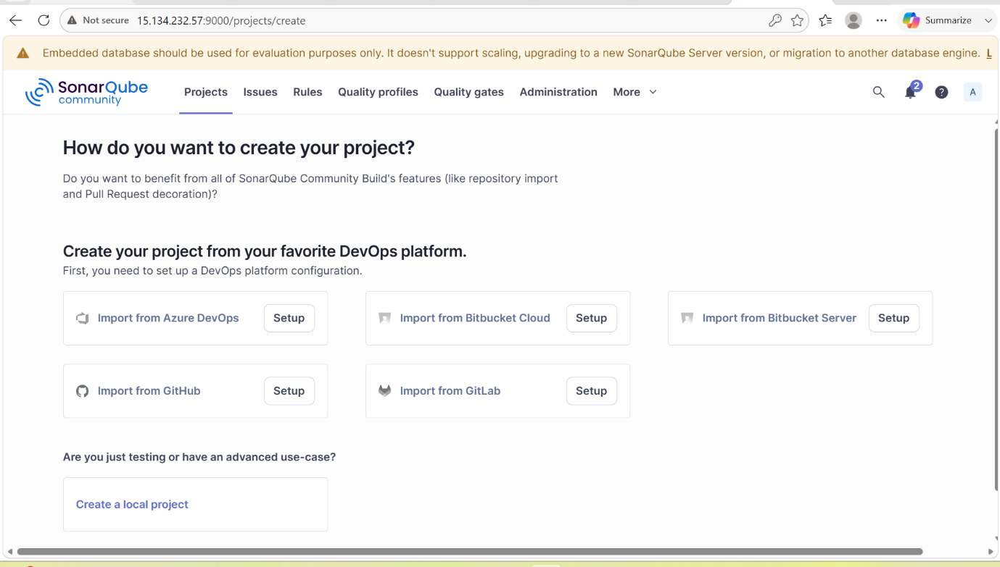 Not secure 15.134.232.57:9000/projects/create Summarize
Embedded database should be used for evaluation purposes only. It doesn't support scaling, upgrading to a new SonarQube Server version, or migration to another database engine. L
SonarQube community
Projects Issues Rules Quality profiles Quality gates Administration More 2 ? A
How do you want to create your project?
Do you want to benefit from all of SonarQube Community Build's features (like repository import
and Pull Request decoration)?
Create your project from your favorite DevOps platform.
First, you need to set up a DevOps platform configuration.
Import from Azure DevOps Setup Import from Bitbucket Cloud Setup Import from Bitbucket Server Setup
Import from GitHub Setup Import from GitLab Setup
Are you just testing or have an advanced use-case?
Create a local project